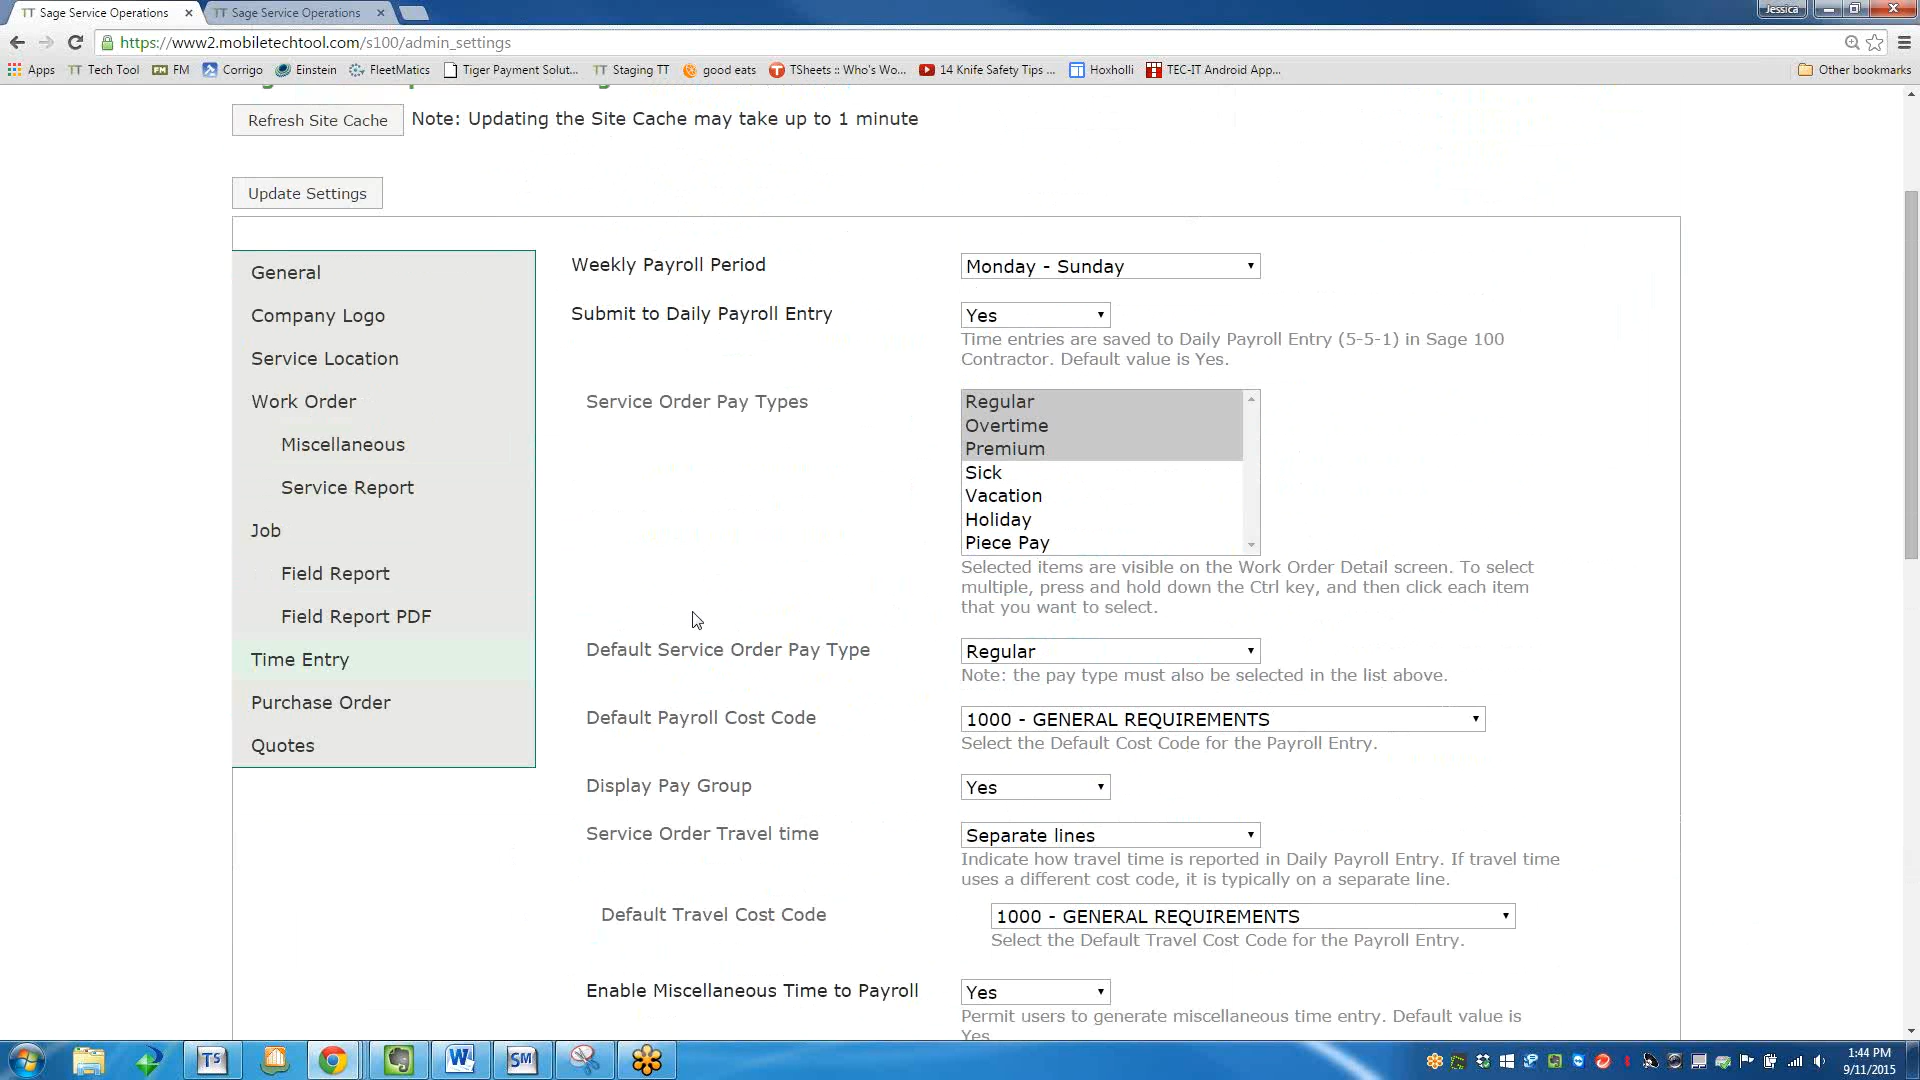 Sage Service Operations
Sage Service Operations
Jessica
https://www2.mobiletechtool.com/s100/admin_settings
Apps
TT Tech Tool
FM FM
Corrigo
Einstein
FleetMatics
Tiger Payment Solut...
TT Staging TT
good eats
TSheets :: Who's Wo...
14 Knife Safety Tips ...
Hoxholli
TEC-IT Android App...
Other bookmarks
Refresh Site Cache
Note: Updating the Site Cache may take up to 1 minute
Update Settings
General
Company Logo
Service Location
Work Order
Miscellaneous
Service Report
Job
Field Report
Field Report PDF
Time Entry
Purchase Order
Quotes
Weekly Payroll Period
Monday - Sunday
Submit to Daily Payroll Entry
Yes
Time entries are saved to Daily Payroll Entry (5-5-1) in Sage 100
Contractor. Default value is Yes.
Service Order Pay Types
Regular
Overtime
Premium
Sick
Vacation
Holiday
Piece Pay
Selected items are visible on the Work Order Detail screen. To select
multiple, press and hold down the Ctrl key, and then click each item
that you want to select.
Default Service Order Pay Type
Regular
Note: the pay type must also be selected in the list above.
Default Payroll Cost Code
1000 - GENERAL REQUIREMENTS
Select the Default Cost Code for the Payroll Entry.
Display Pay Group
Yes
Service Order Travel time
Separate lines
Indicate how travel time is reported in Daily Payroll Entry. If travel time
uses a different cost code, it is typically on a separate line.
Default Travel Cost Code
1000 - GENERAL REQUIREMENTS
Select the Default Travel Cost Code for the Payroll Entry.
Enable Miscellaneous Time to Payroll
Yes
Permit users to generate miscellaneous time entry. Default value is
Yes.
TS
W
SM
1:44 PM
9/11/2015